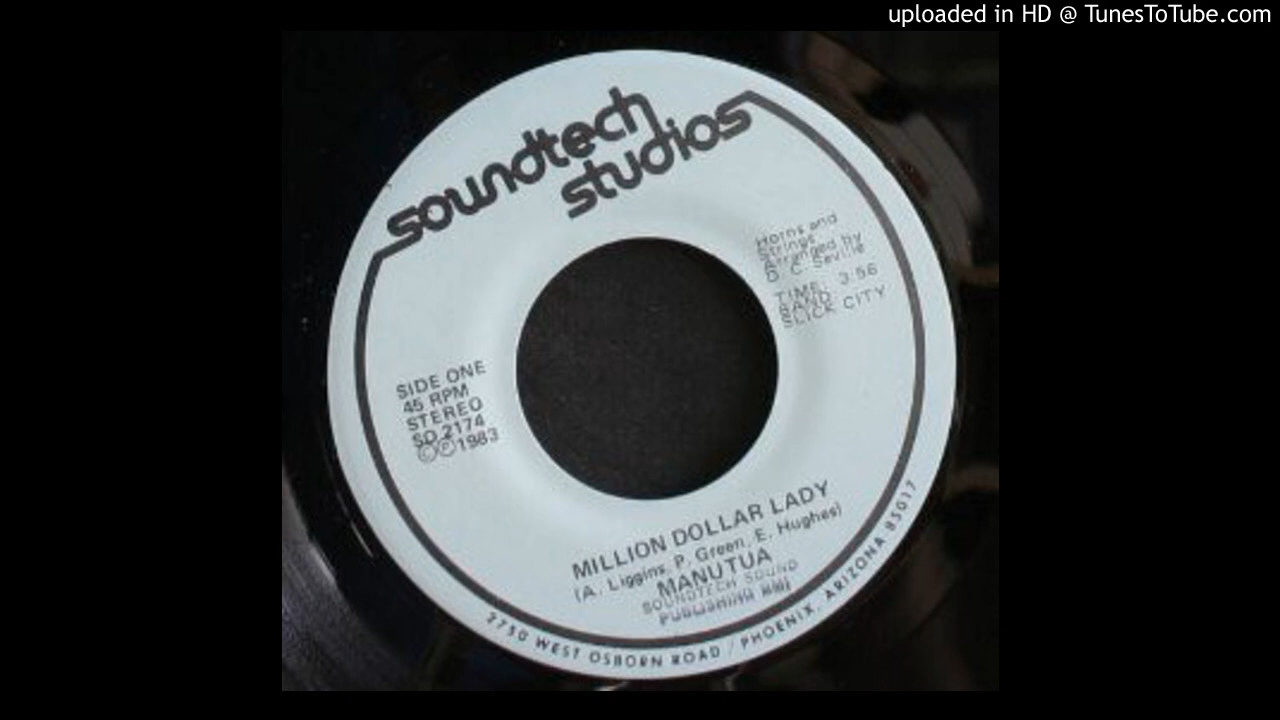 uploaded in HD @ TunesToTube.com
soundtech
studios
Horns and
Strings
Arranged by
D. C. Seville
TIME: 3:56
BAND
SLICK CITY
SIDE ONE
45 RPM
STEREO
SD 2174
©℗1983
MILLION DOLLAR LADY
(A. Liggins, P. Green, E. Hughes)
MANUTUA
SOUNDTECH SOUND
PUBLISHING BMI
2750 WEST OSBORN ROAD / PHOENIX, ARIZONA 85017